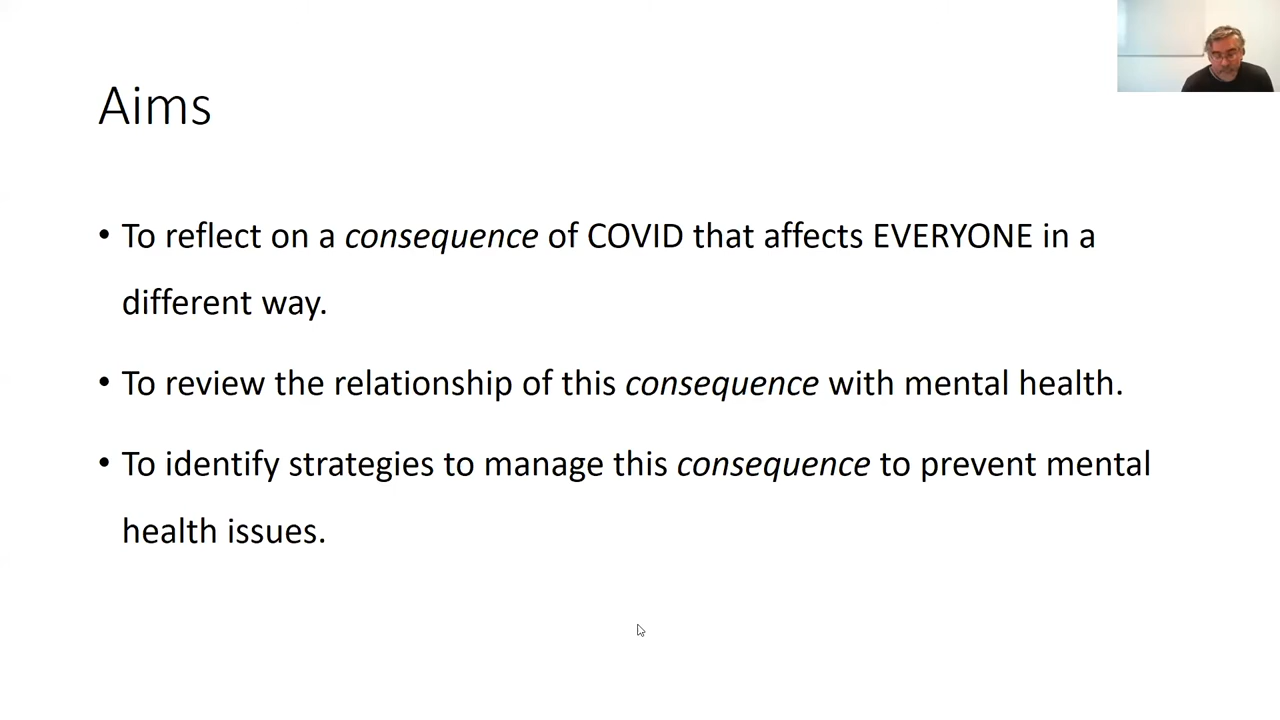 Aims
• To reflect on a consequence of COVID that affects EVERYONE in a
different way.
• To review the relationship of this consequence with mental health.
• To identify strategies to manage this consequence to prevent mental
health issues.